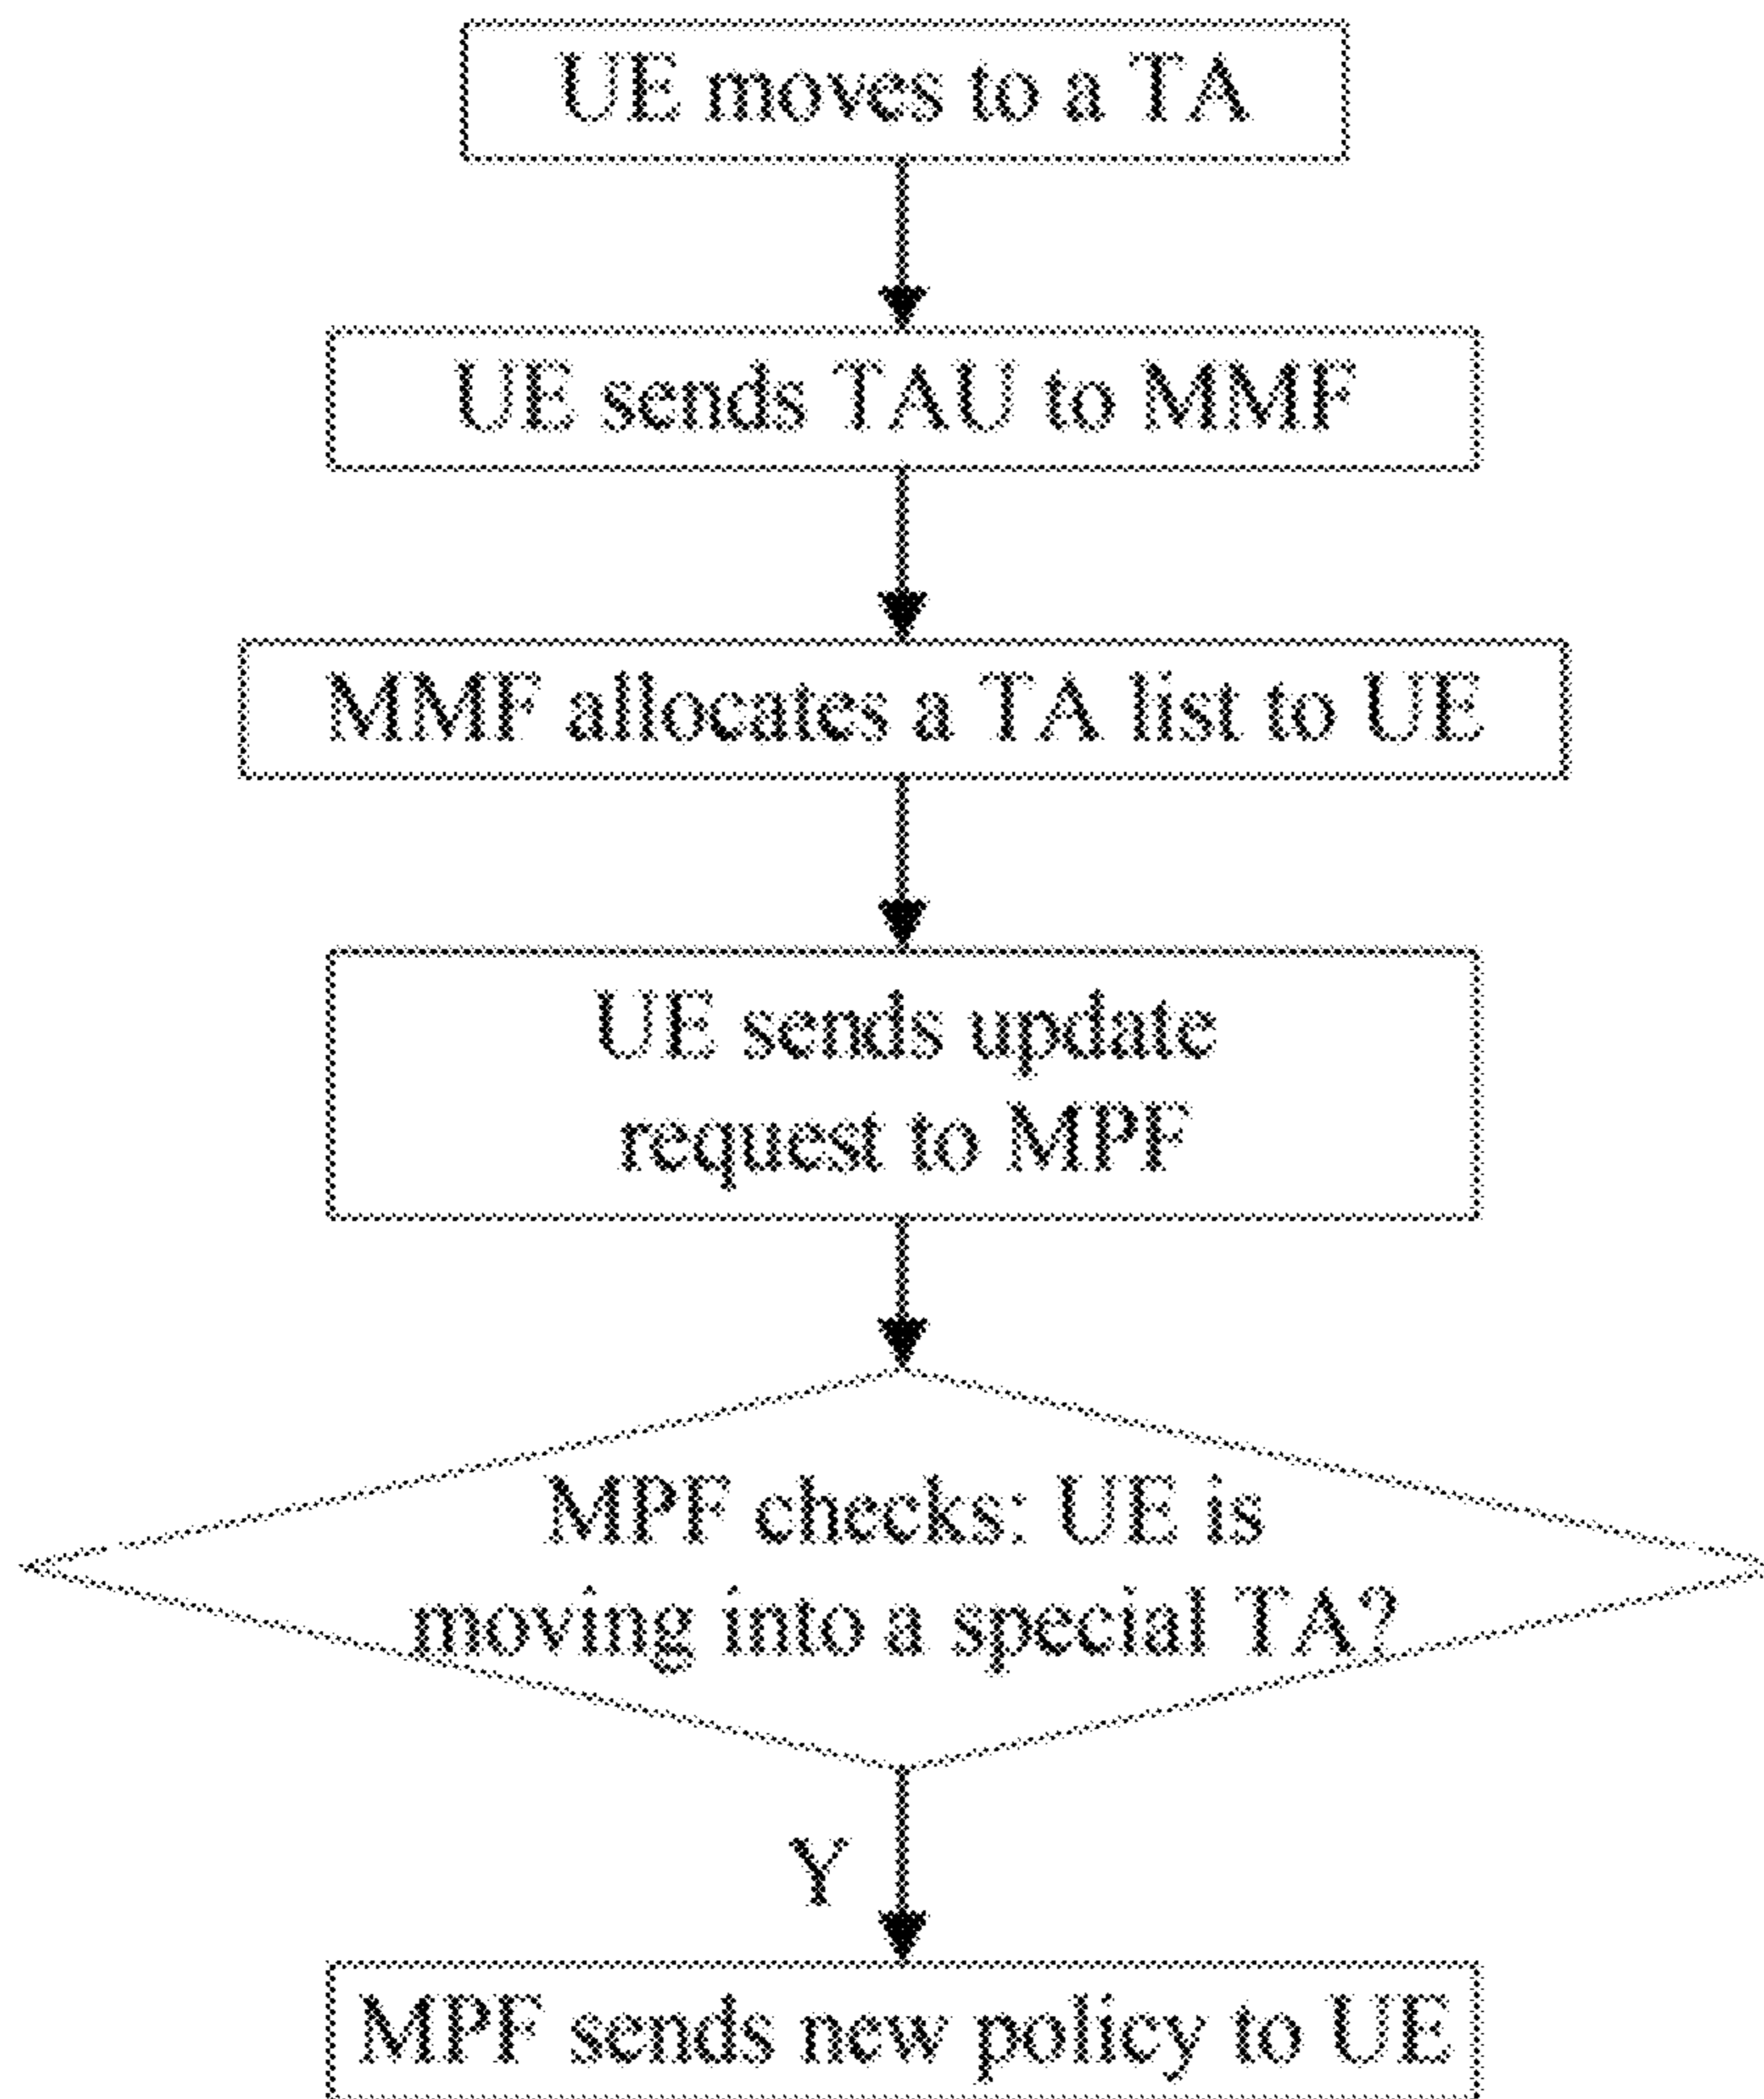 UE moves to a TA
UE sends TAU to MMF
MMF allocates a TA list to UE
UE sends update
request to MPF
MPF checks: UE is
moving into a special TA?
Y
MPF sends new policy to UE